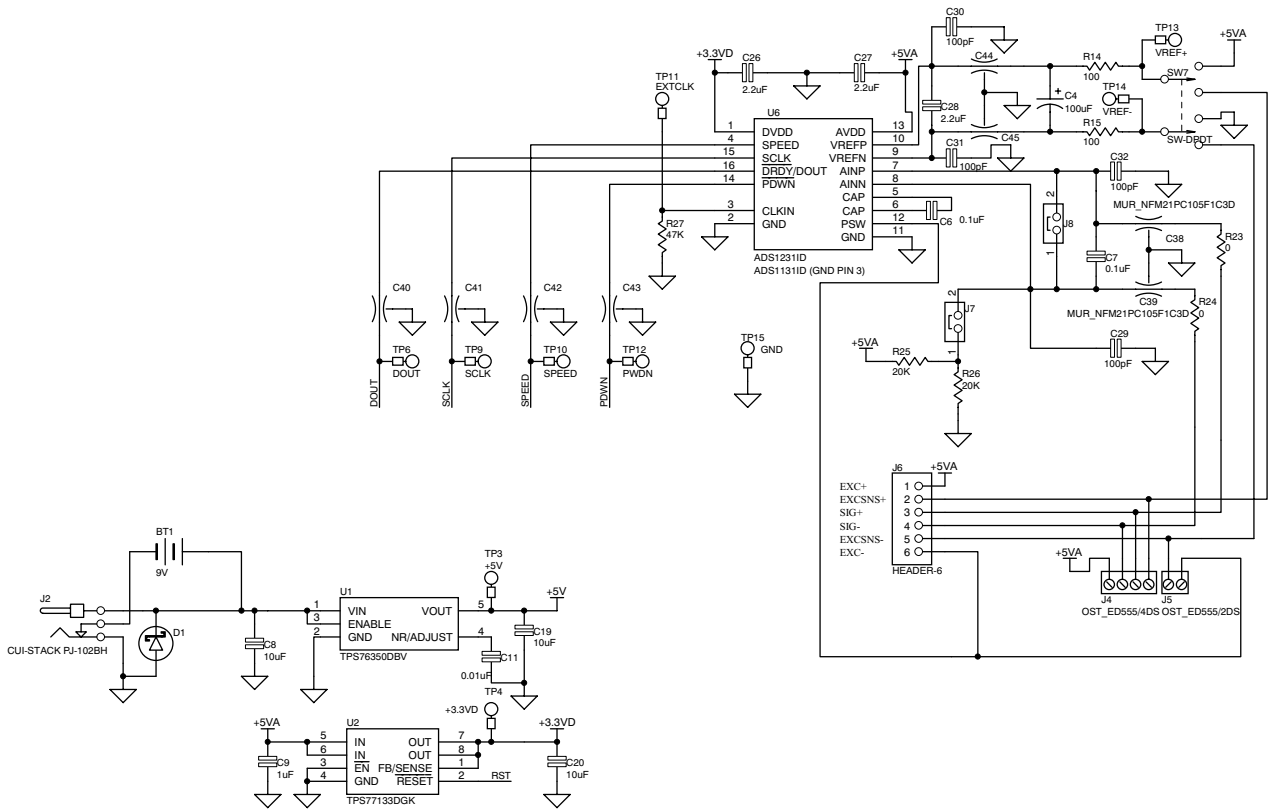 C30
100pF
TP13
VREF+
+5VA
+3.3VD
C26
2.2uF
C27
2.2uF
+5VA
C44
R14
100
SW7
TP11
EXTCLK
TP14
VREF-
C28
2.2uF
+
C4
100uF
R15
100
SW-DPDT
C45
C31
100pF
U6
1 DVDD AVDD 13
4 SPEED VREFP 10
15 SCLK VREFN 9
16 DRDY/DOUT AINP 7
14 PDWN AINN 8
CAP 5
3 CLKIN CAP 6
2 GND PSW 12
GND 11
ADS1231ID
ADS1131ID (GND PIN 3)
C6
0.1uF
R27
47K
C32
100pF
MUR_NFM21PC105F1C3D
2
J8
1
C7
0.1uF
C38
R23
0
C39
R24
0
MUR_NFM21PC105F1C3D
C29
100pF
2
J7
1
+5VA
R25
20K
R26
20K
C40
C41
C42
C43
TP6
DOUT
TP9
SCLK
TP10
SPEED
TP12
PWDN
DOUT
SCLK
SPEED
PDWN
TP15
GND
J6
+5VA
EXC+ 1
EXCSNS+ 2
SIG+ 3
SIG- 4
EXCSNS- 5
EXC- 6
HEADER-6
+5VA
J4
J5
OST_ED555/4DS
OST_ED555/2DS
BT1
9V
J2
CUI-STACK PJ-102BH
D1
C8
10uF
U1
1 VIN VOUT 5
3 ENABLE
2 GND NR/ADJUST 4
TPS76350DBV
TP3
+5V
+5V
C19
10uF
C11
0.01uF
TP4
+3.3VD
+3.3VD
+5VA
C9
1uF
U2
5 IN OUT 7
6 IN OUT 8
3 EN FB/SENSE 1
4 GND RESET 2
RST
TPS77133DGK
C20
10uF